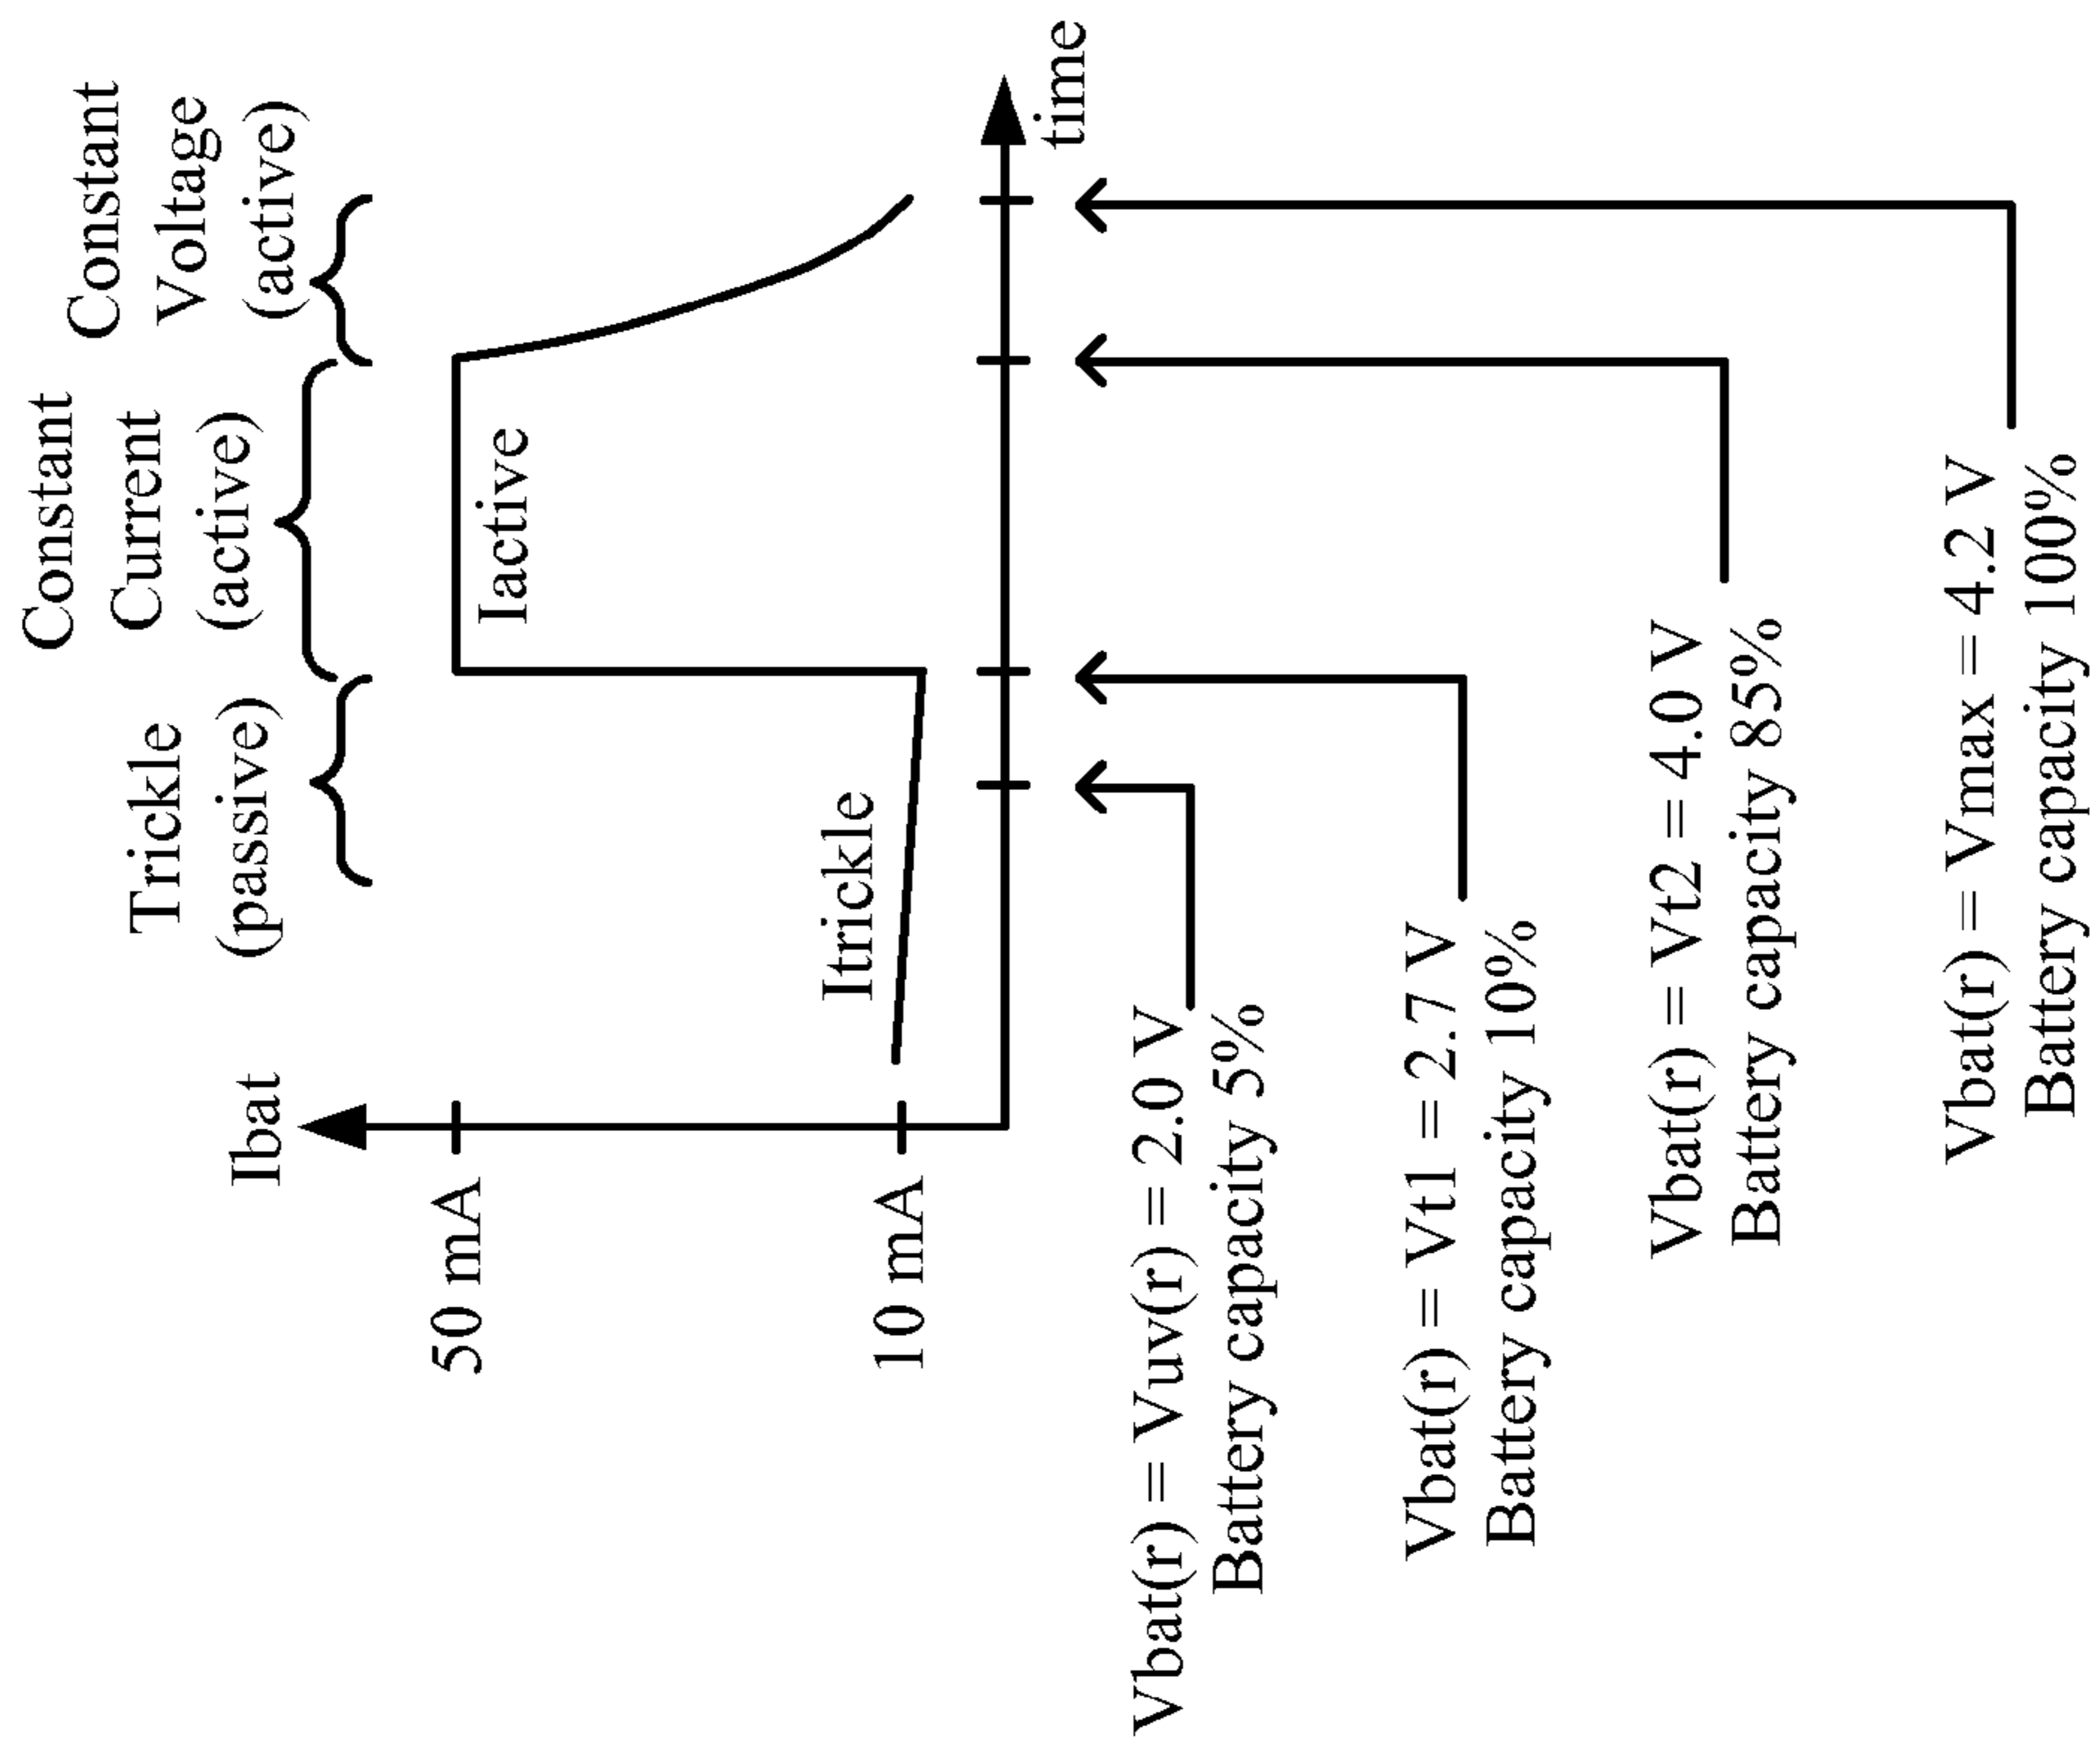 Trickle
(passive)
Constant
Current
(active)
Constant
Voltage
(active)
Ibat
50 mA
Iactive
10 mA
Itrickle
time
Vbat(r) = Vuv(r) = 2.0 V
Battery capacity 5%
Vbat(r) = Vt1 = 2.7 V
Battery capacity 10%
Vbat(r) = Vt2 = 4.0 V
Battery capacity 85%
Vbat(r) = Vmax = 4.2 V
Battery capacity 100%